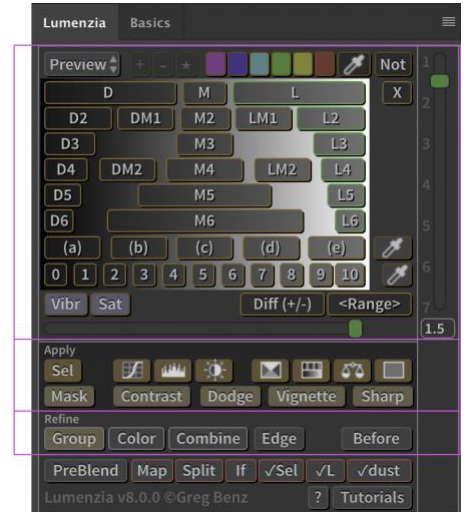 Lumenzia Basics
Preview + - * Not 1
D M L X 2
D2 DM1 M2 LM1 L2
D3 M3 L3 3
D4 DM2 M4 LM2 L4 4
D5 M5 L5
D6 M6 L6 5
(a) (b) (c) (d) (e)
0 1 2 3 4 5 6 7 8 9 10 6
Vibr Sat Diff (+/-) <Range> 7
1.5
Apply
Sel
Mask Contrast Dodge Vignette Sharp
Refine
Group Color Combine Edge Before
PreBlend Map Split If ✓Sel ✓L ✓dust
Lumenzia v8.0.0 ©Greg Benz ? Tutorials